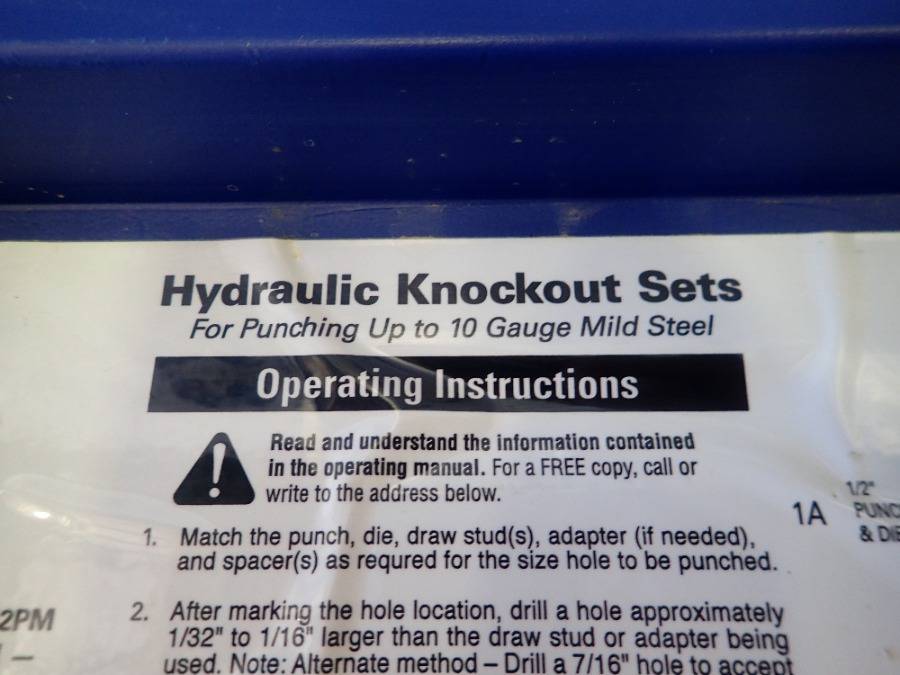 Hydraulic Knockout Sets
For Punching Up to 10 Gauge Mild Steel
Operating Instructions
Read and understand the information contained
in the operating manual. For a FREE copy, call or
write to the address below.
1. Match the punch, die, draw stud(s), adapter (if needed),
and spacer(s) as requred for the size hole to be punched.
2. After marking the hole location, drill a hole approximately
1/32" to 1/16" larger than the draw stud or adapter being
used. Note: Alternate method – Drill a 7/16" hole to accept
1A
1/2"
PUNC
& DIE
2PM